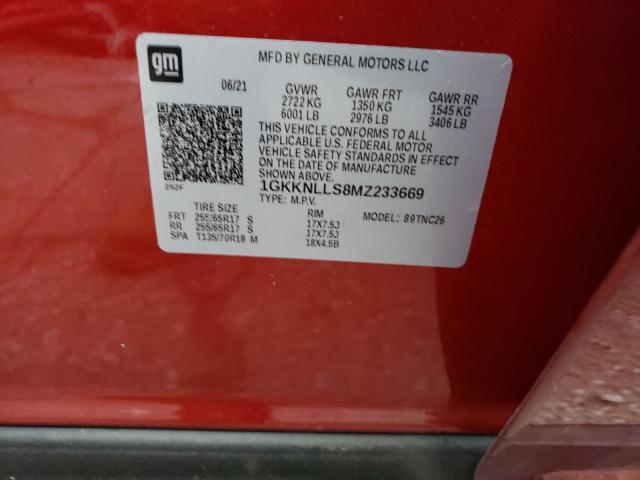 gm
MFD BY GENERAL MOTORS LLC
06/21 GVWR GAWR FRT GAWR RR
2722 KG 1350 KG 1545 KG
6001 LB 2976 LB 3406 LB
THIS VEHICLE CONFORMS TO ALL
APPLICABLE U.S. FEDERAL MOTOR
VEHICLE SAFETY STANDARDS IN EFFECT
ON THE DATE OF MANUFACTURE
SHOWN ABOVE.
252F
1GKKNLLS8MZ233669
TYPE: M.P.V.
TIRE SIZE RIM MODEL: 89TNC26
FRT 255/65R17 S 17X7.5J
RR 255/65R17 S 17X7.5J
SPA T135/70R18 M 18X4.5B